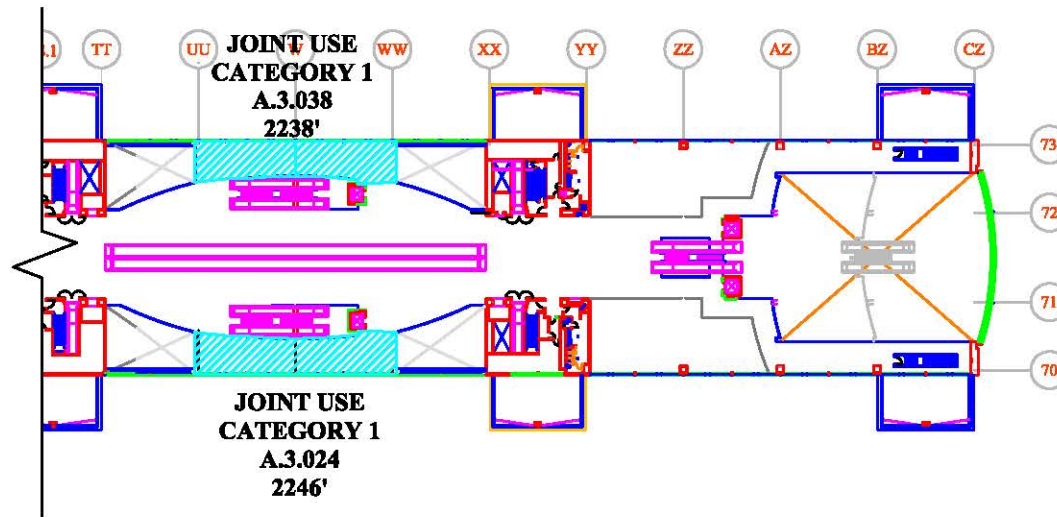 .1
TT
UU
W
WW
XX
YY
ZZ
AZ
BZ
CZ
JOINT USE
CATEGORY 1
A.3.038
2238'
73
72
71
70
JOINT USE
CATEGORY 1
A.3.024
2246'